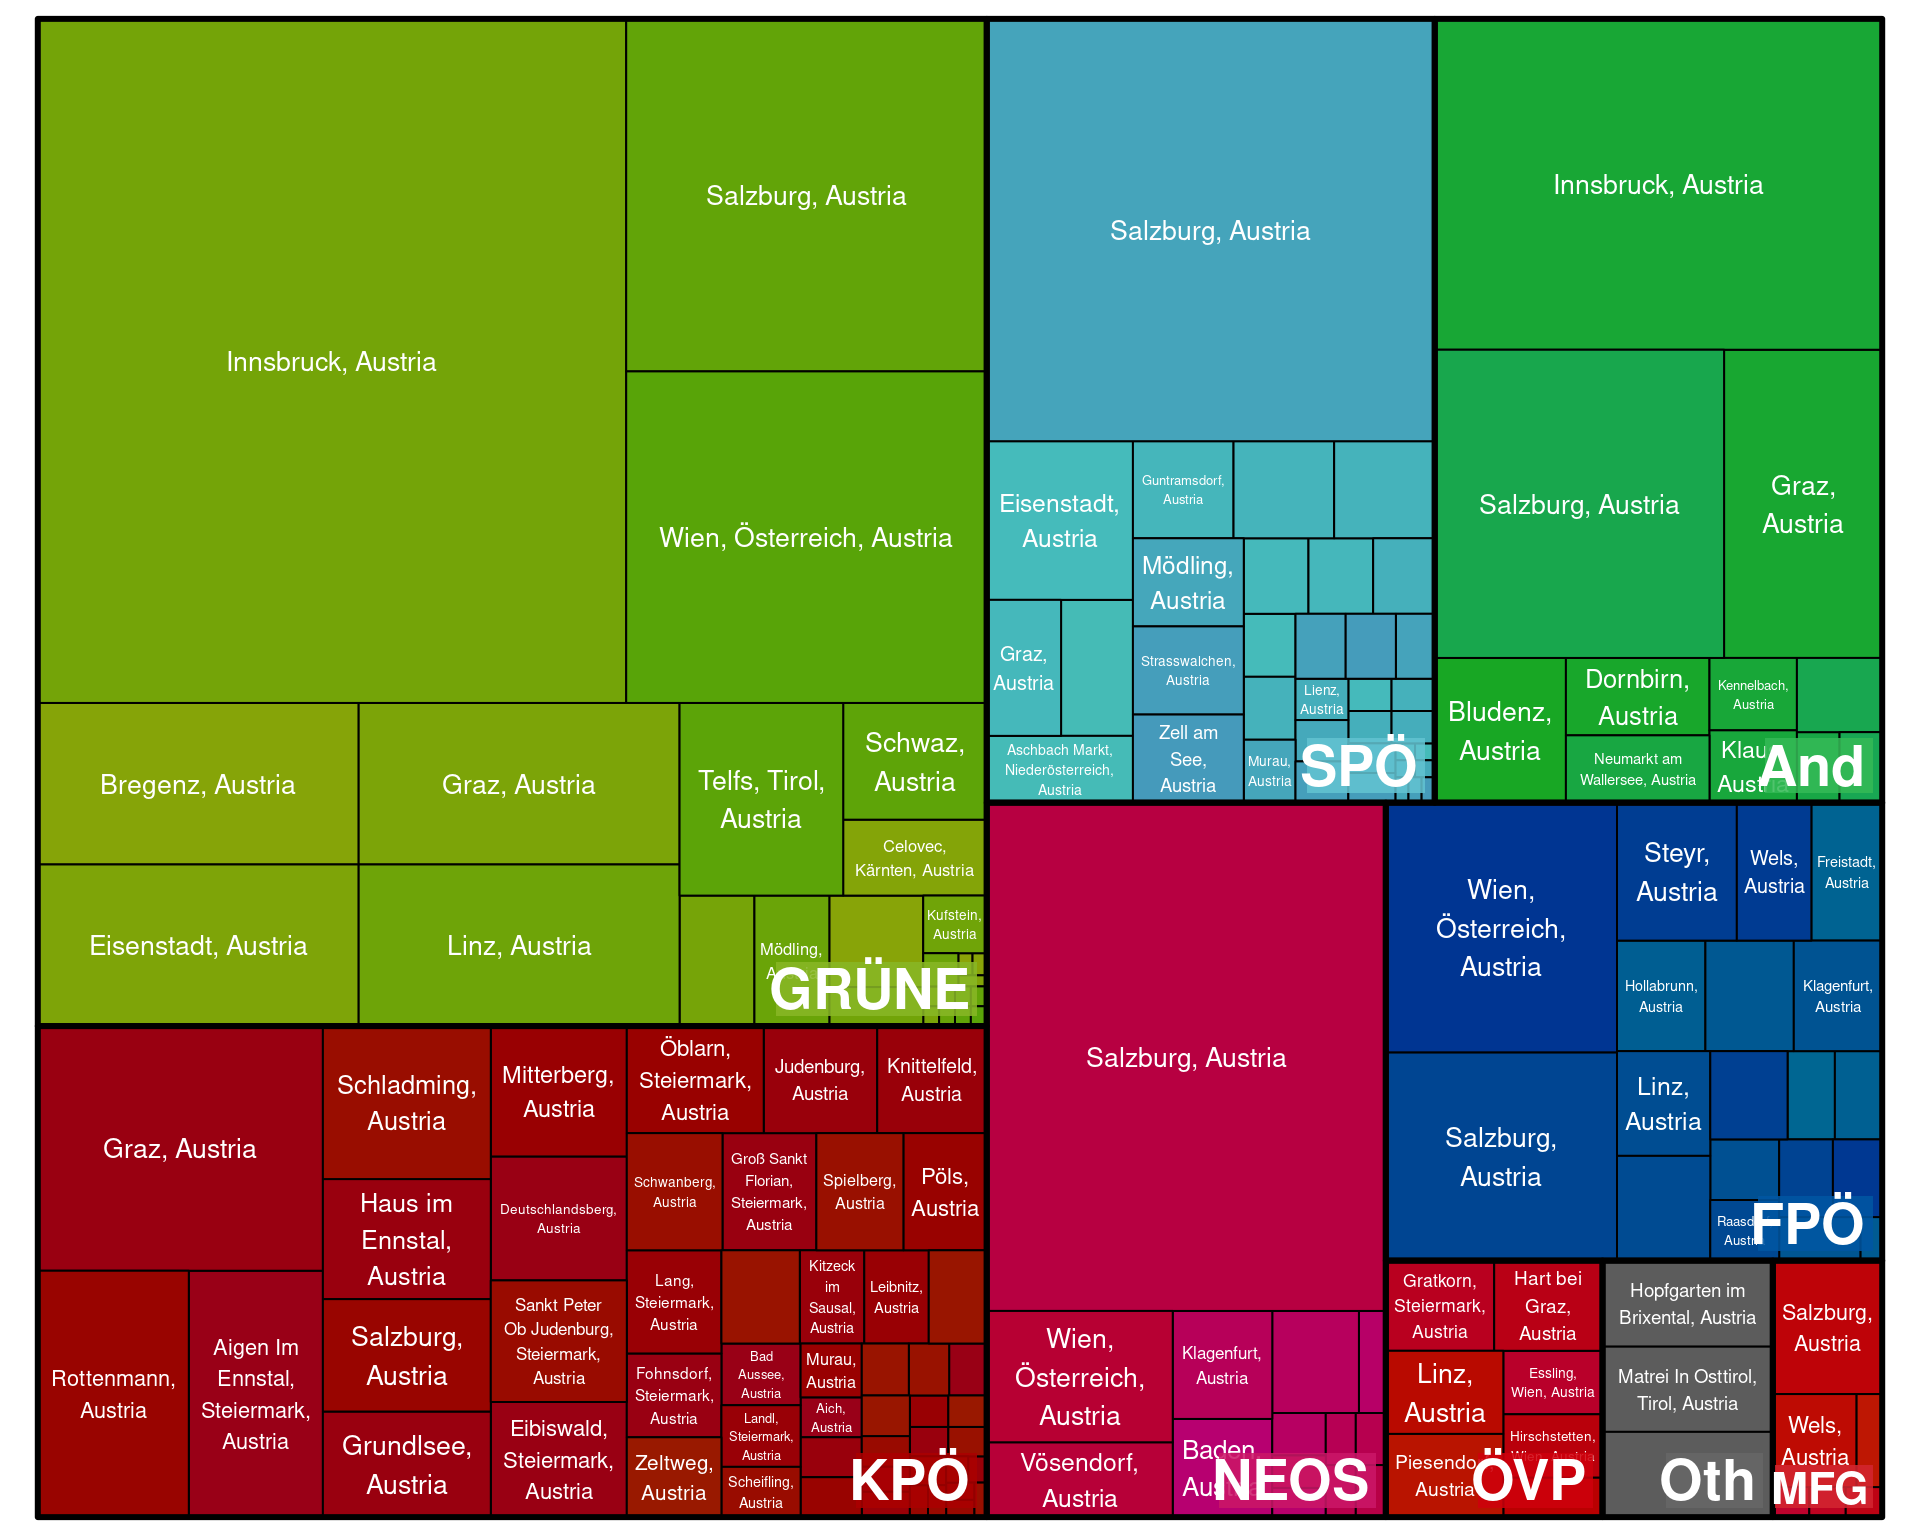 Innsbruck, Austria
Salzburg, Austria
Wien, Österreich, Austria
Bregenz, Austria
Graz, Austria
Telfs, Tirol,
Austria
Schwaz,
Austria
Celovec,
Kärnten, Austria
Eisenstadt, Austria
Linz, Austria
Mödling,
Kufstein,
Austria
GRÜNE
Salzburg, Austria
Eisenstadt,
Austria
Guntramsdorf,
Austria
Mödling,
Austria
Graz,
Austria
Strasswalchen,
Austria
Lienz,
Austria
Aschbach Markt,
Niederösterreich,
Austria
Zell am
See,
Austria
Murau,
Austria
SPÖ
Innsbruck, Austria
Salzburg, Austria
Graz,
Austria
Bludenz,
Austria
Dornbirn,
Austria
Kennelbach,
Austria
Neumarkt am
Wallersee, Austria
Klaus,
Austria
And
Graz, Austria
Schladming,
Austria
Mitterberg,
Austria
Öblarn,
Steiermark,
Austria
Judenburg,
Austria
Knittelfeld,
Austria
Haus im
Ennstal,
Austria
Deutschlandsberg,
Austria
Schwanberg,
Austria
Groß Sankt
Florian,
Steiermark,
Austria
Spielberg,
Austria
Pöls,
Austria
Rottenmann,
Austria
Aigen Im
Ennstal,
Steiermark,
Austria
Salzburg,
Austria
Sankt Peter
Ob Judenburg,
Steiermark,
Austria
Lang,
Steiermark,
Austria
Kitzeck
im
Sausal,
Austria
Leibnitz,
Austria
Grundlsee,
Austria
Eibiswald,
Steiermark,
Austria
Fohnsdorf,
Steiermark,
Austria
Bad
Aussee,
Austria
Murau,
Austria
Aich,
Austria
Landl,
Steiermark,
Austria
Zeltweg,
Austria
Scheifling,
Austria
KPÖ
Salzburg, Austria
Wien,
Österreich,
Austria
Klagenfurt,
Austria
Vösendorf,
Austria
Baden,
Austria
NEOS
Wien,
Österreich,
Austria
Steyr,
Austria
Wels,
Austria
Freistadt,
Austria
Hollabrunn,
Austria
Klagenfurt,
Austria
Salzburg,
Austria
Linz,
Austria
FPÖ
Gratkorn,
Steiermark,
Austria
Hart bei
Graz,
Austria
Linz,
Austria
Essling,
Wien, Austria
Hirschstetten,
Wien, Austria
Austria
ÖVP
Hopfgarten im
Brixental, Austria
Matrei In Osttirol,
Tirol, Austria
Oth
Salzburg,
Austria
Wels,
Austria
MFG